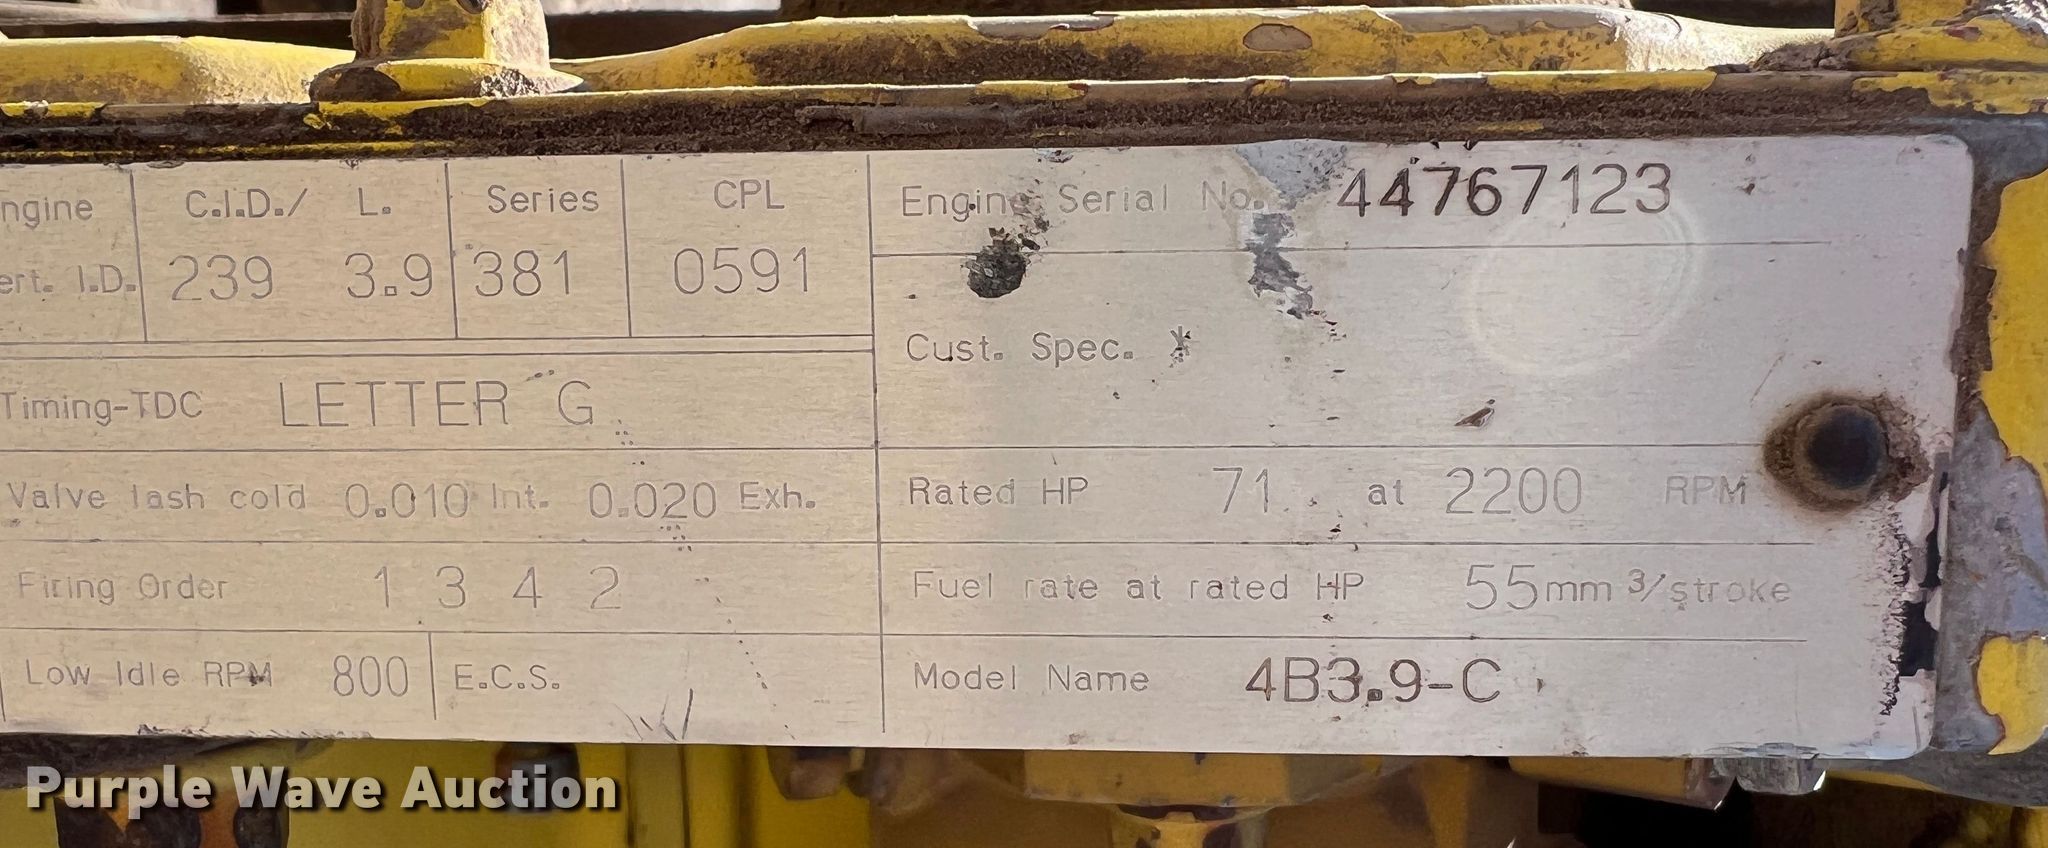 ngine
ert. I.D.
C.I.D./ L.
239 3.9
Series
381
CPL
0591
Engine Serial No. 44767123
Cust. Spec. *
Timing-TDC LETTER G
Valve lash cold 0.010 Int. 0.020 Exh.
Rated HP 71 at 2200 RPM
Firing Order 1 3 4 2
Fuel rate at rated HP 55mm³/stroke
Low Idle RPM 800
E.C.S.
Model Name 4B3.9-C
Purple Wave Auction